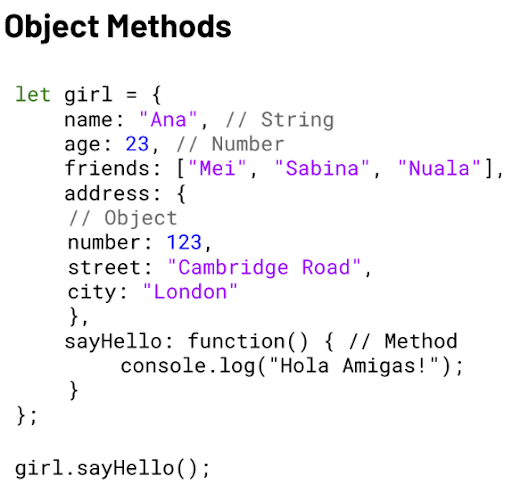 Object Methods
let girl = {
name: "Ana", // String
age: 23, // Number
friends: ["Mei", "Sabina", "Nuala"],
address: {
// Object
number: 123,
street: "Cambridge Road",
city: "London"
},
sayHello: function() { // Method
console.log("Hola Amigas!");
}
};
girl.sayHello();